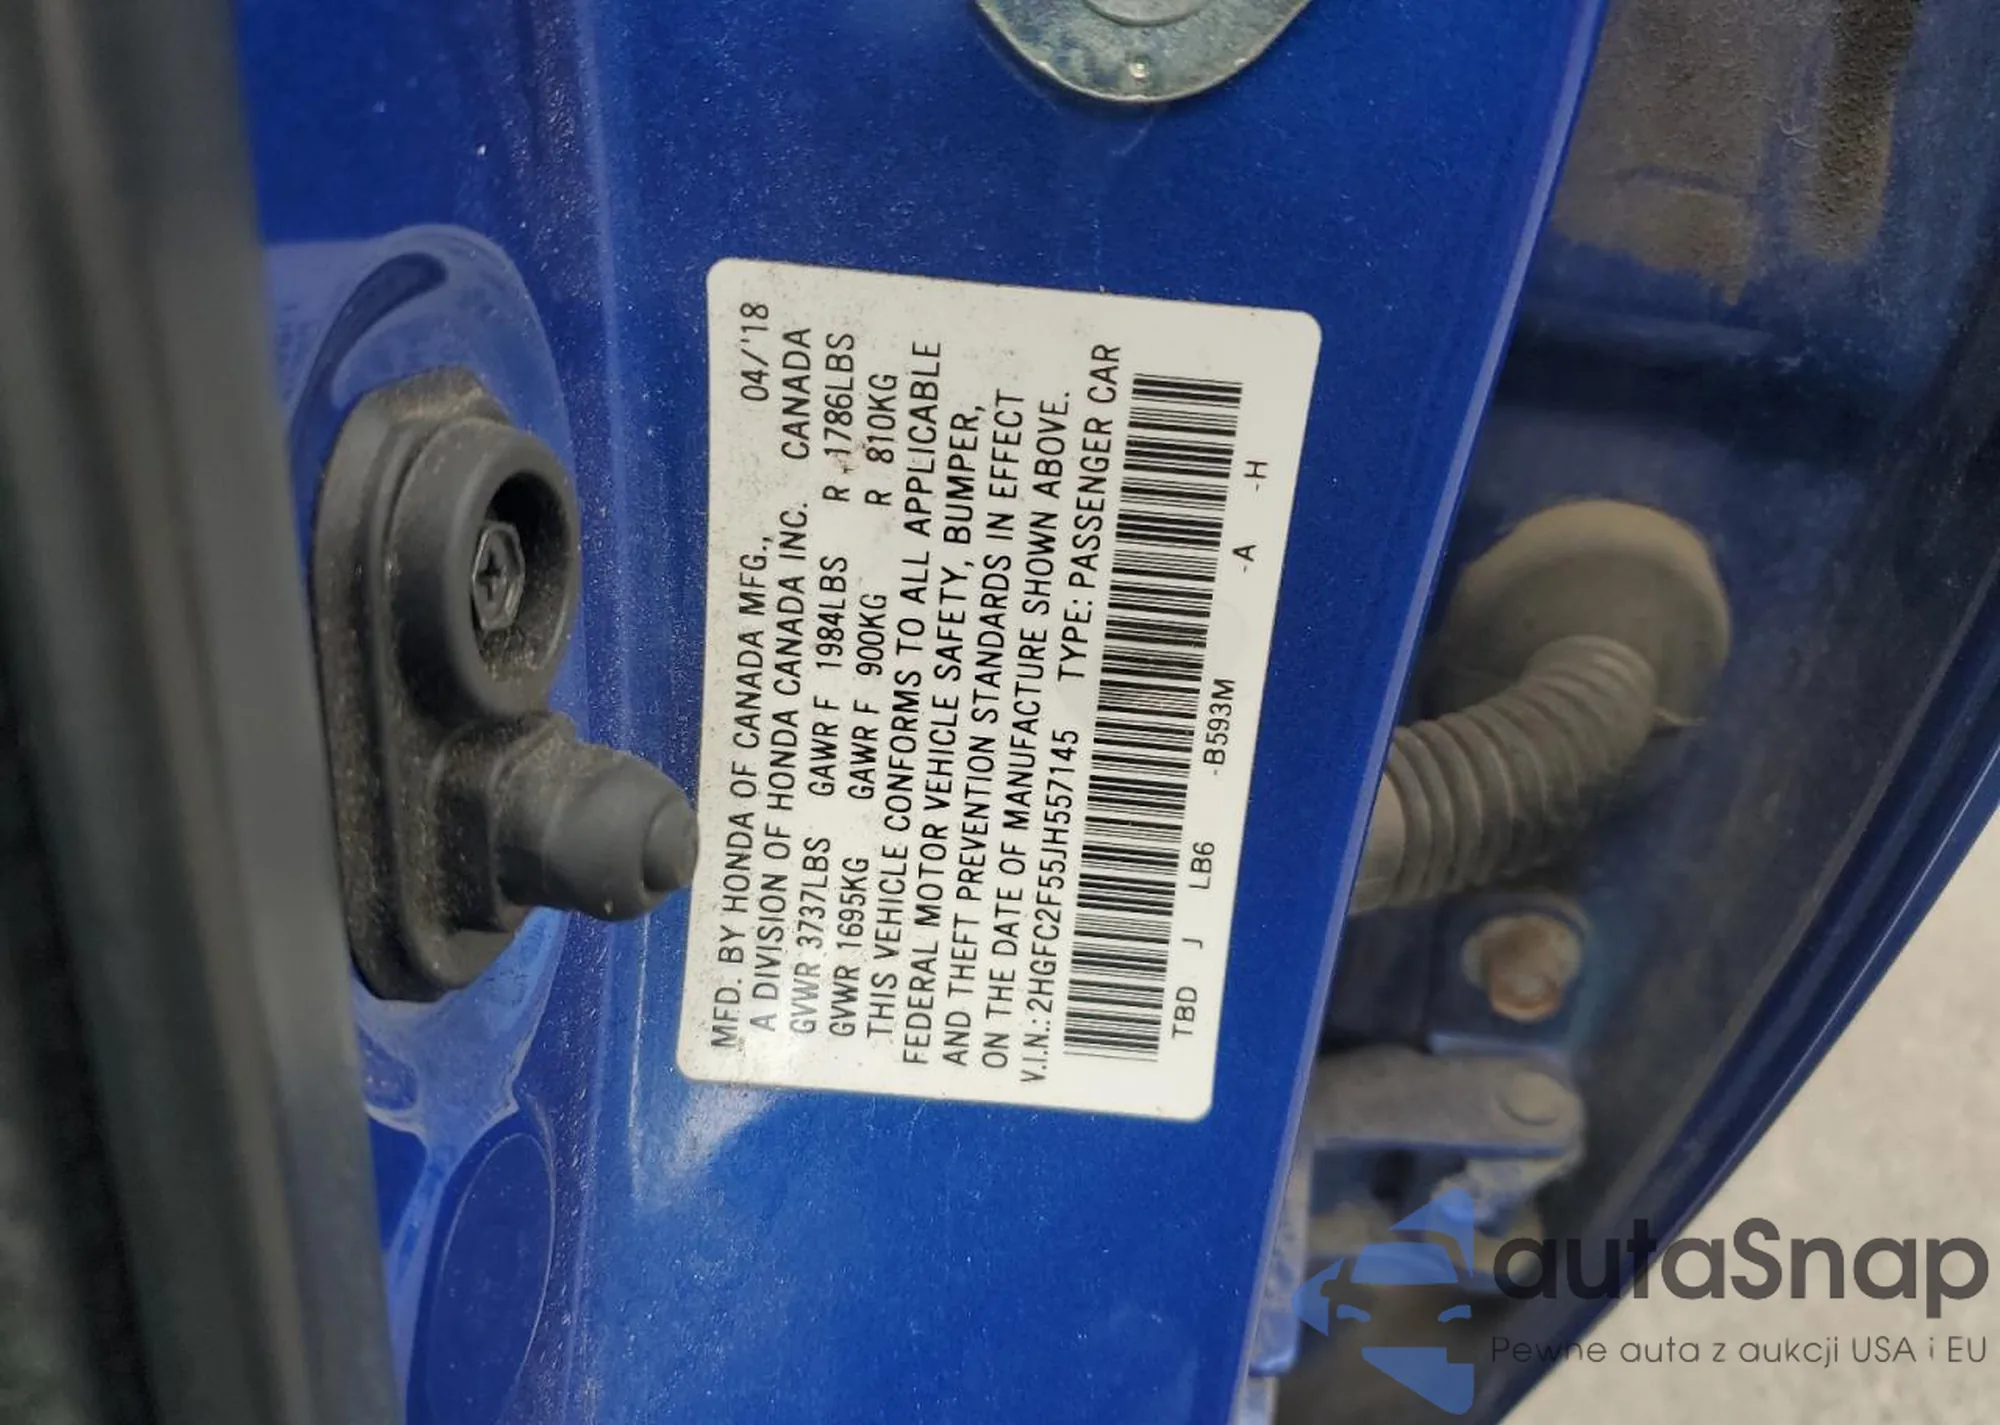 MFD. BY HONDA OF CANADA MFG., 04/'18
A DIVISION OF HONDA CANADA INC. CANADA
GVWR 3737LBS GAWR F 1984LBS R 1786LBS
GVWR 1695KG GAWR F 900KG R 810KG
THIS VEHICLE CONFORMS TO ALL APPLICABLE
FEDERAL MOTOR VEHICLE SAFETY, BUMPER,
AND THEFT PREVENTION STANDARDS IN EFFECT
ON THE DATE OF MANUFACTURE SHOWN ABOVE.
V.I.N.: 2HGFC2F55JH557145 TYPE: PASSENGER CAR
TBD J LB6 -B593M -A -H
autaSnap
Pewne auta z aukcji USA i EU